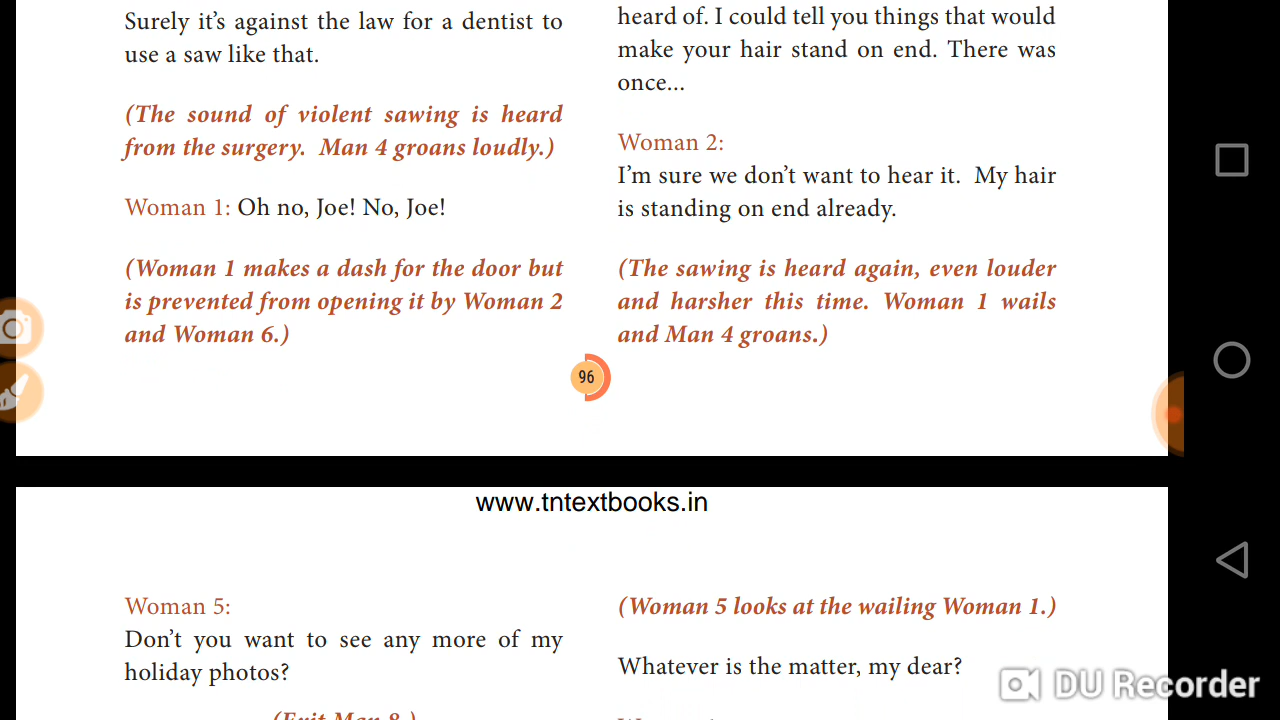 Surely it's against the law for a dentist to
use a saw like that.
(The sound of violent sawing is heard
from the surgery. Man 4 groans loudly.)
Woman 1: Oh no, Joe! No, Joe!
(Woman 1 makes a dash for the door but
is prevented from opening it by Woman 2
and Woman 6.)
heard of. I could tell you things that would
make your hair stand on end. There was
once...
Woman 2:
I'm sure we don't want to hear it. My hair
is standing on end already.
(The sawing is heard again, even louder
and harsher this time. Woman 1 wails
and Man 4 groans.)
96
www.tntextbooks.in
Woman 5:
Don't you want to see any more of my
holiday photos?
(Exit Man 8.)
(Woman 5 looks at the wailing Woman 1.)
Whatever is the matter, my dear?
DU Recorder